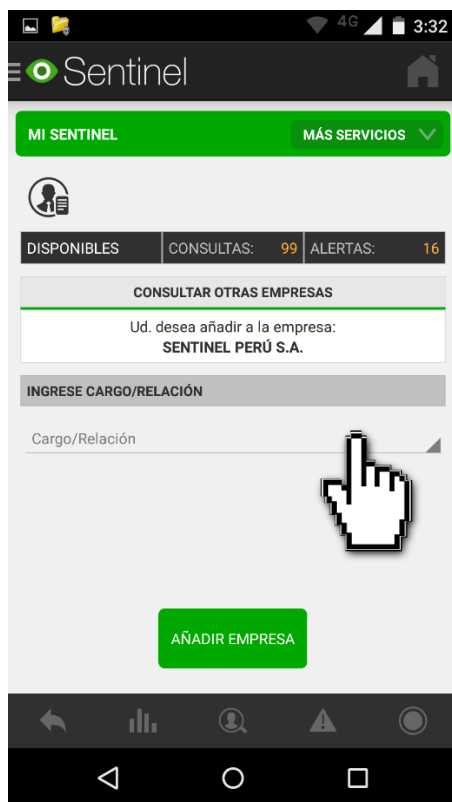 4G 3:32
Sentinel
MI SENTINEL MÁS SERVICIOS
DISPONIBLES CONSULTAS: 99 ALERTAS: 16
CONSULTAR OTRAS EMPRESAS
Ud. desea añadir a la empresa:
SENTINEL PERÚ S.A.
INGRESE CARGO/RELACIÓN
Cargo/Relación
AÑADIR EMPRESA